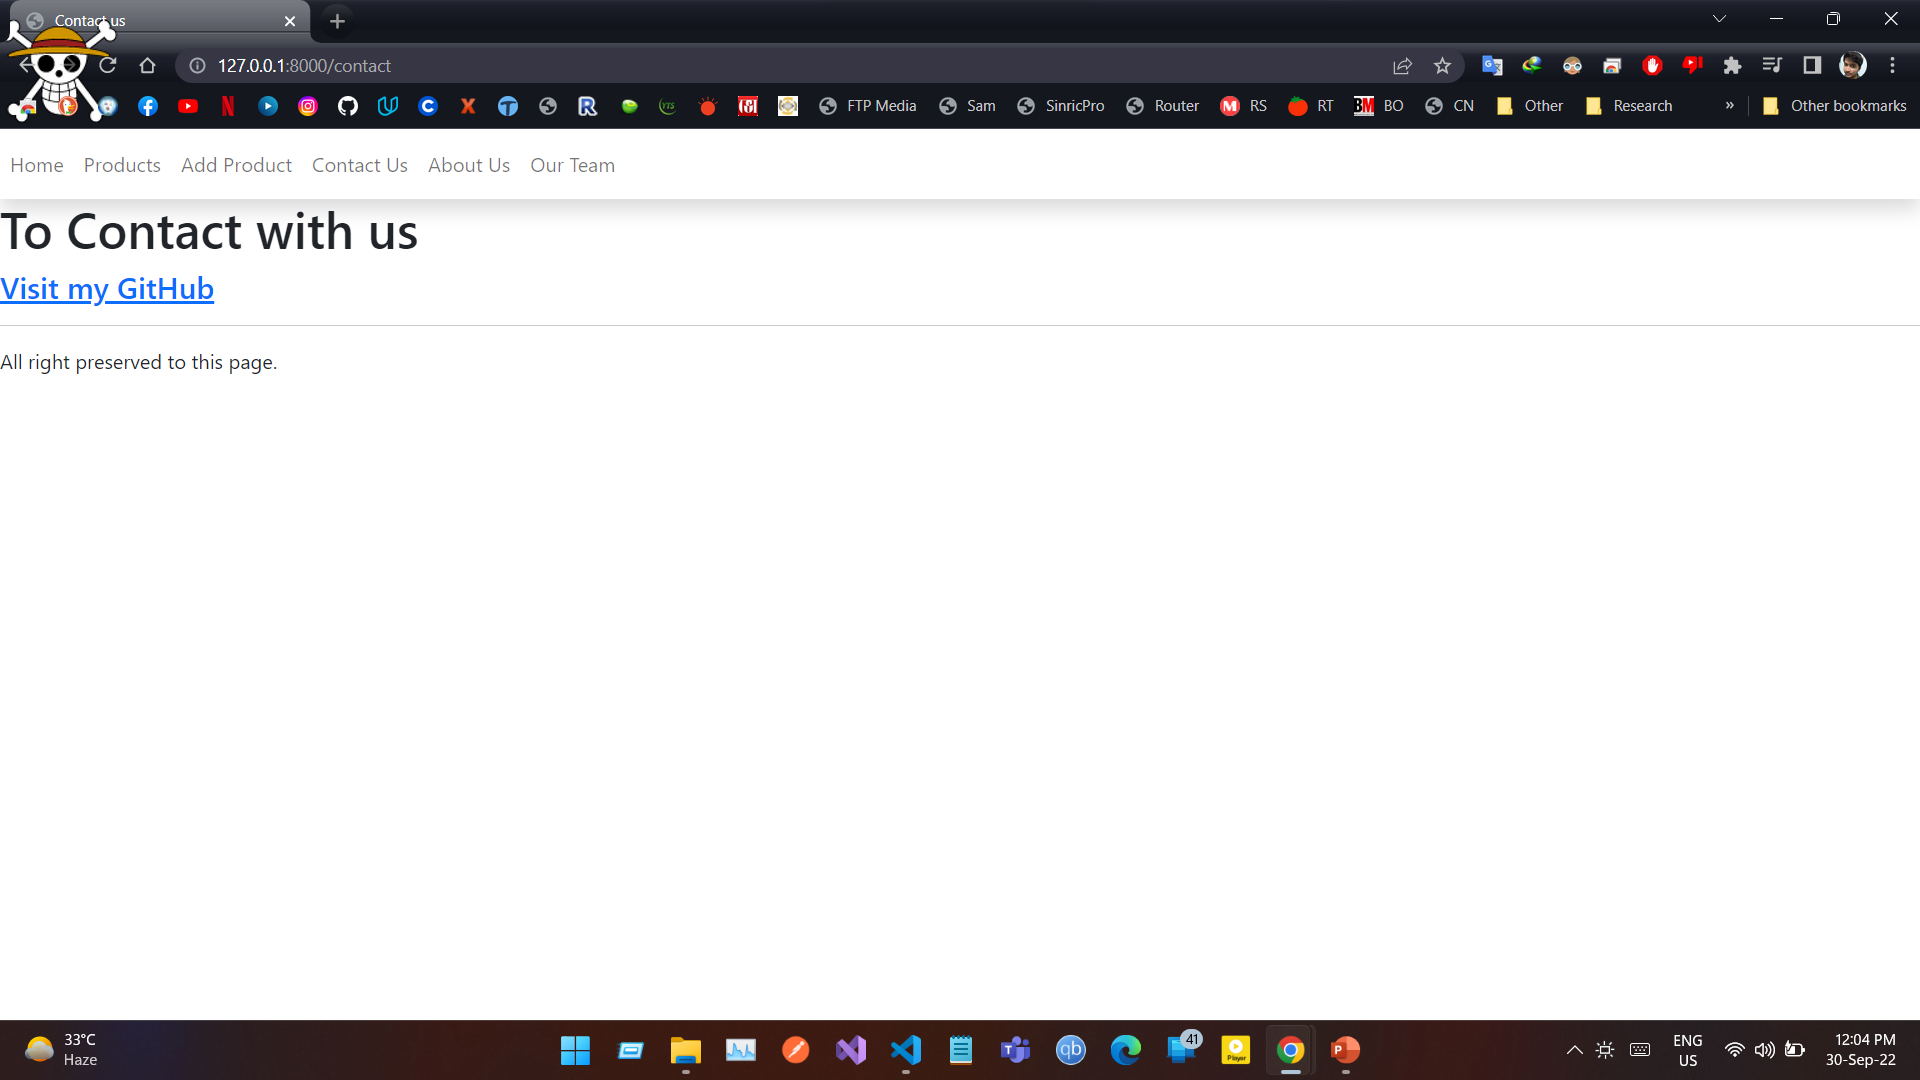 Contact us
127.0.0.1:8000/contact
FTP Media Sam SinricPro Router RS RT BO CN Other Research » Other bookmarks
Home Products Add Product Contact Us About Us Our Team
To Contact with us
Visit my GitHub
All right preserved to this page.
33°C
Haze
41
Player
ENG
US
12:04 PM
30-Sep-22